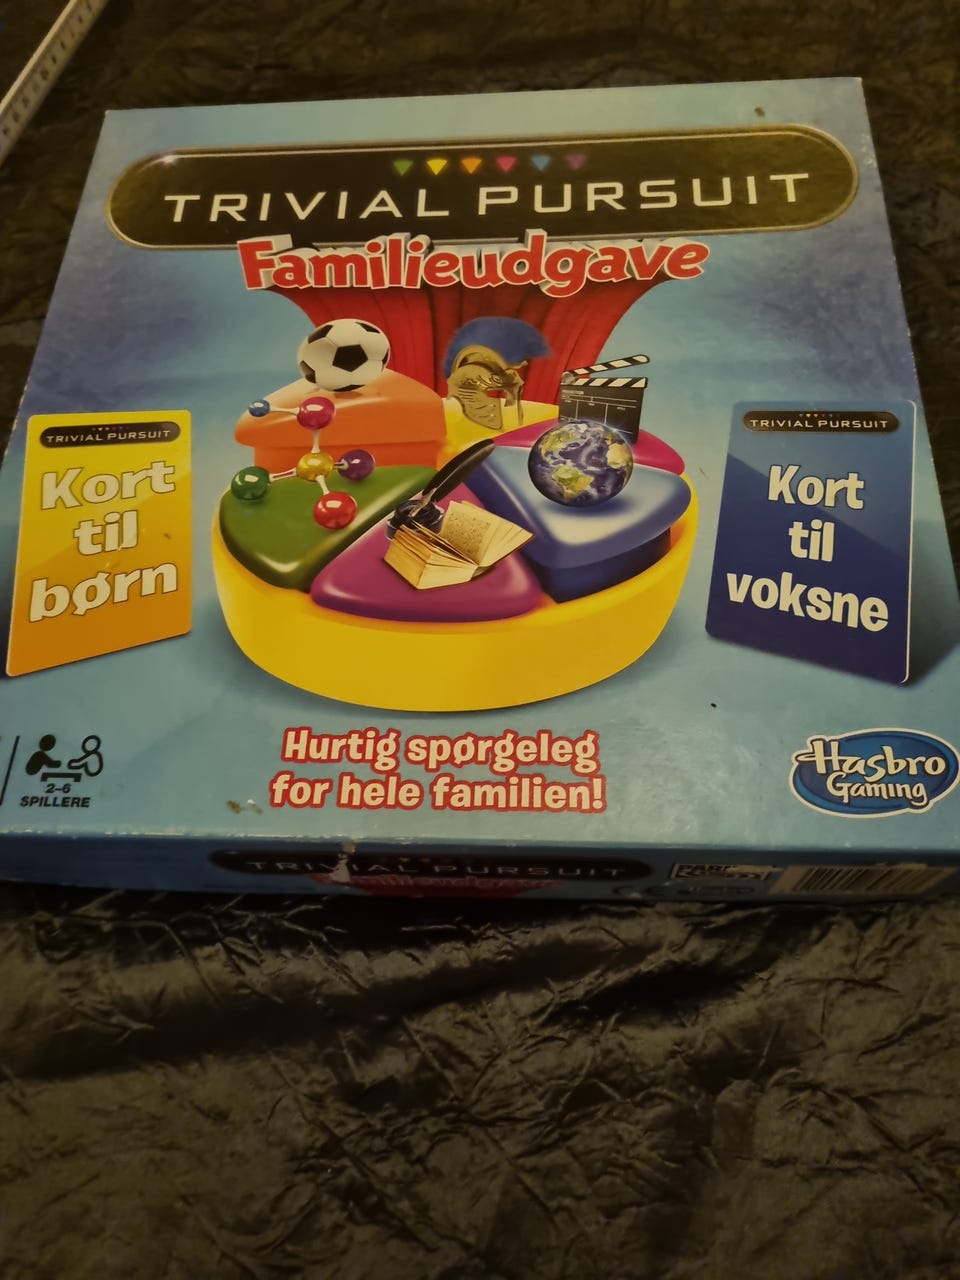 TRIVIAL PURSUIT
Familieudgave
TRIVIAL PURSUIT
Kort
til
børn
TRIVIAL PURSUIT
Kort
til
voksne
Hurtig spørgeleg
for hele familien!
2-6
SPILLERE
Hasbro
Gaming
TRIVIAL PURSUIT
Familieudgave